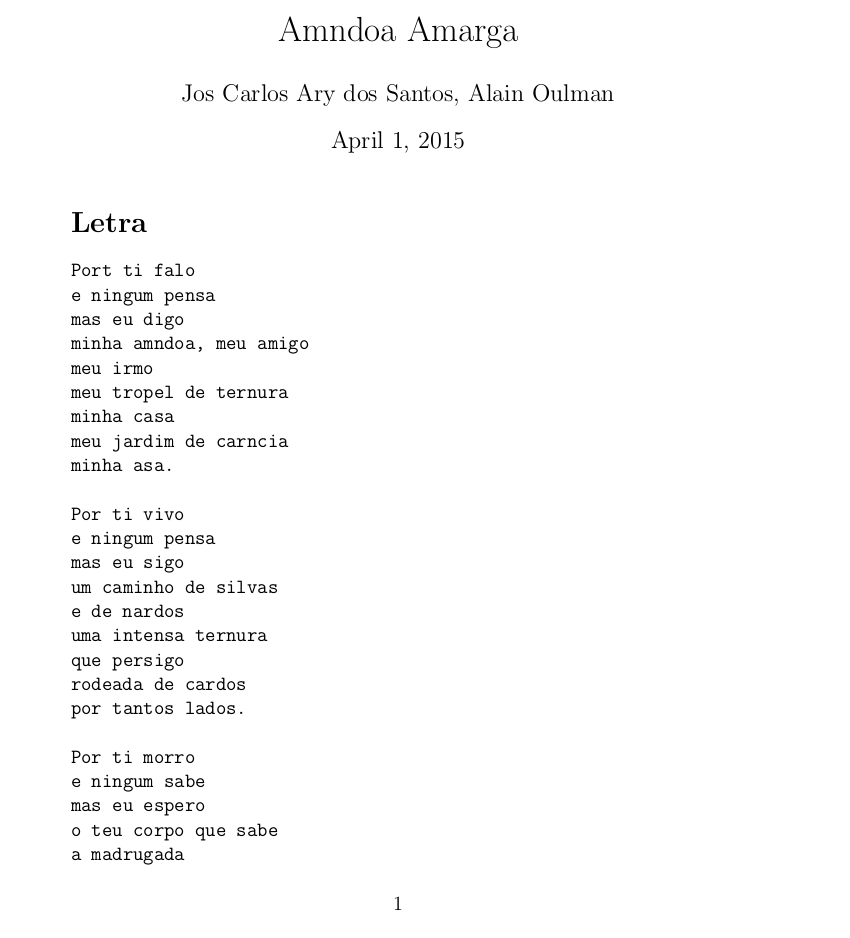 Amndoa Amarga
Jos Carlos Ary dos Santos, Alain Oulman
April 1, 2015
Letra
Port ti falo
e ningum pensa
mas eu digo
minha amndoa, meu amigo
meu irmo
meu tropel de ternura
minha casa
meu jardim de carncia
minha asa.
Por ti vivo
e ningum pensa
mas eu sigo
um caminho de silvas
e de nardos
uma intensa ternura
que persigo
rodeada de cardos
por tantos lados.
Por ti morro
e ningum sabe
mas eu espero
o teu corpo que sabe
a madrugada
1